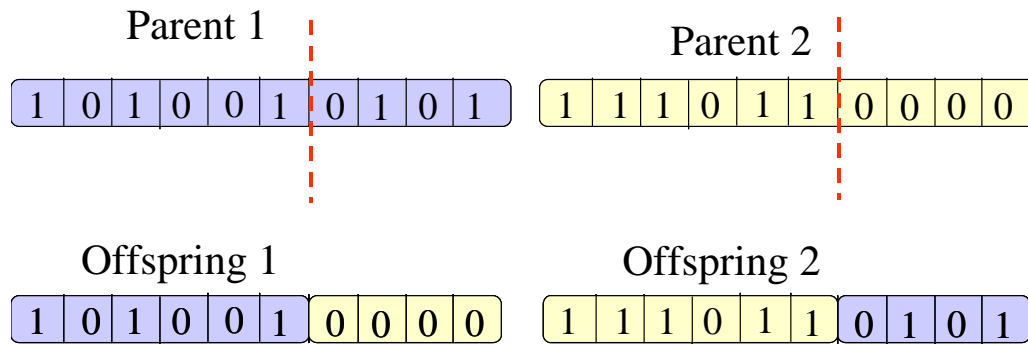 Parent 1
Parent 2
1 0 1 0 0 1 0 1 0 1
1 1 1 0 1 1 0 0 0 0
Offspring 1
Offspring 2
1 0 1 0 0 1 0 0 0 0
1 1 1 0 1 1 0 1 0 1